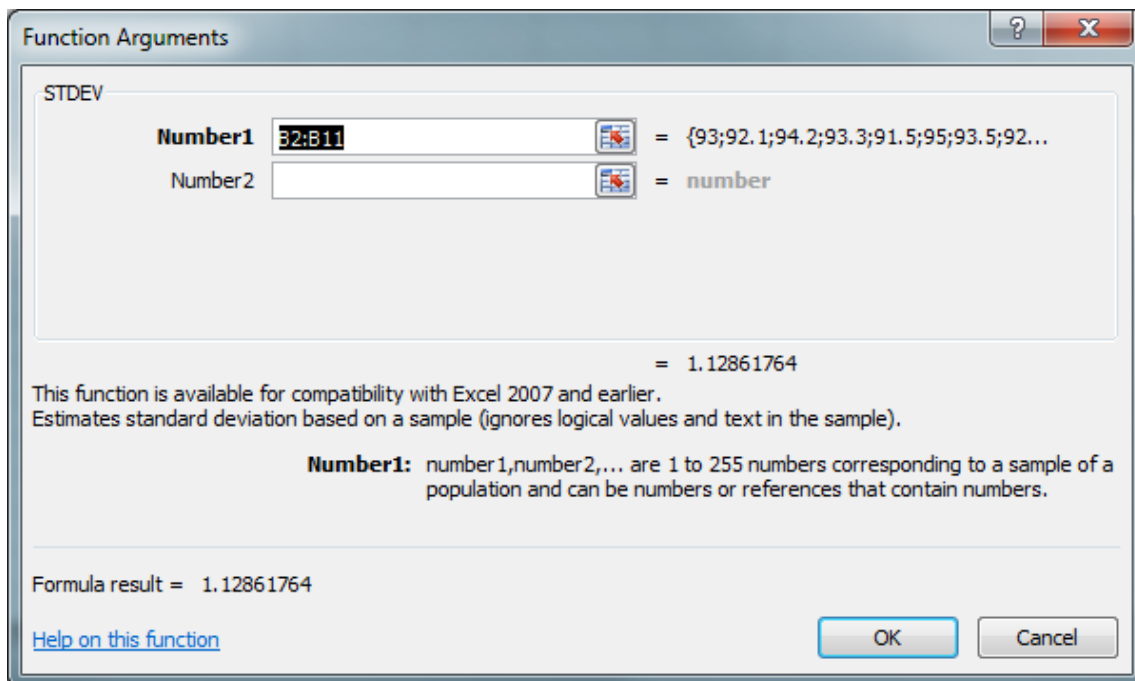 Function Arguments
STDEV
Number1 B2:B11 = {93;92.1;94.2;93.3;91.5;95;93.5;92...
Number2 = number
= 1.12861764
This function is available for compatibility with Excel 2007 and earlier.
Estimates standard deviation based on a sample (ignores logical values and text in the sample).
Number1: number1,number2,... are 1 to 255 numbers corresponding to a sample of a
population and can be numbers or references that contain numbers.
Formula result = 1.12861764
Help on this function
OK Cancel